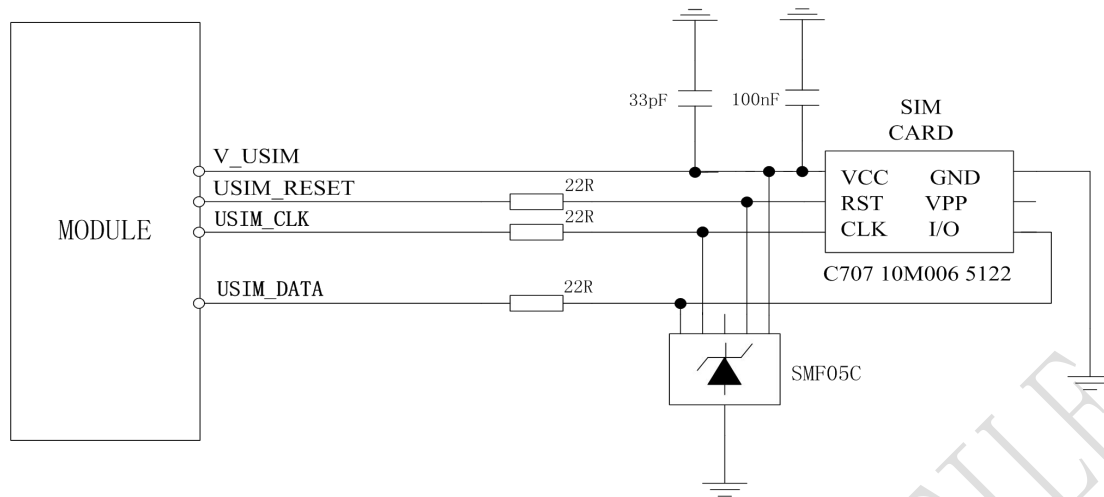 33pF
100nF
SIM
CARD
V_USIM
USIM_RESET
22R
USIM_CLK
22R
MODULE
USIM_DATA
22R
VCC GND
RST VPP
CLK I/O
C707 10M006 5122
SMF05C